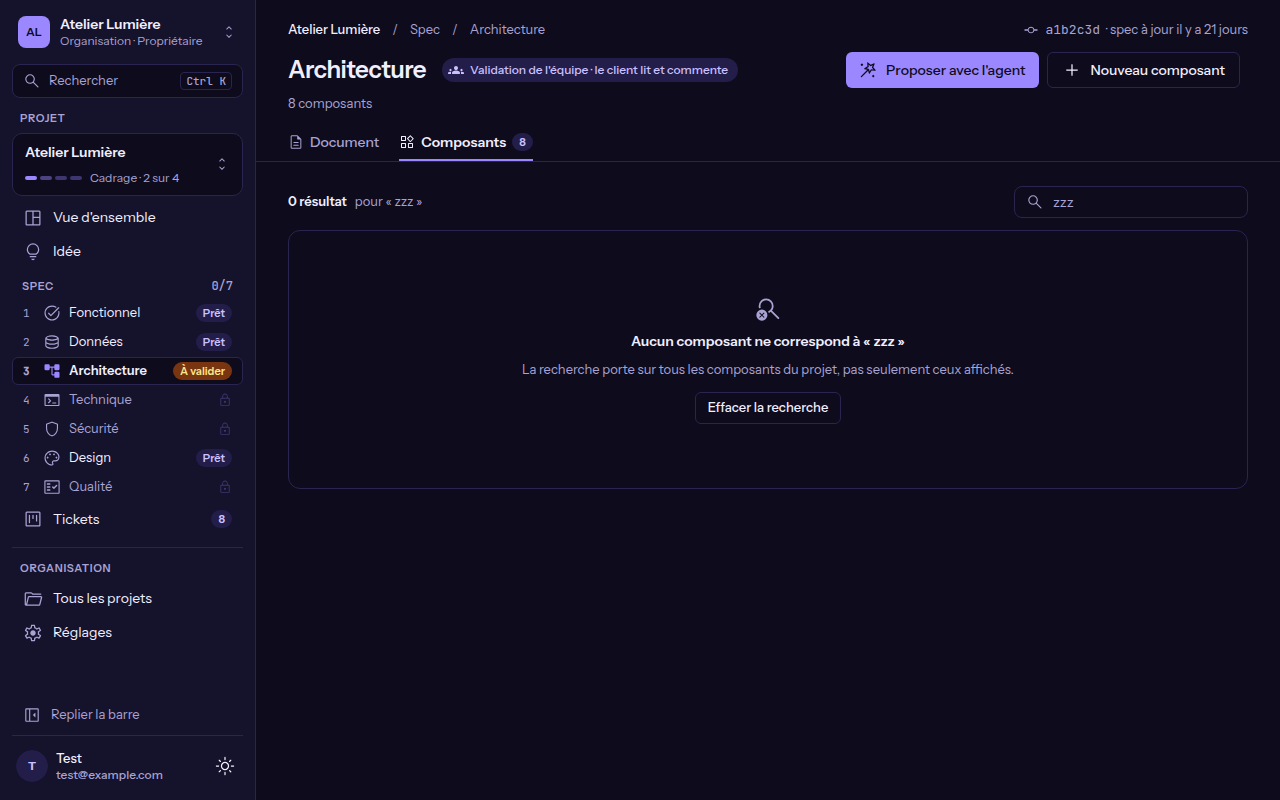 AL
Atelier Lumière
Organisation · Propriétaire
Rechercher
Ctrl K
PROJET
Atelier Lumière
Cadrage · 2 sur 4
Vue d'ensemble
Idée
SPEC 0/7
1 Fonctionnel Prêt
2 Données Prêt
3 Architecture À valider
4 Technique
5 Sécurité
6 Design Prêt
7 Qualité
Tickets 8
ORGANISATION
Tous les projets
Réglages
Replier la barre
T
Test
test@example.com
Atelier Lumière / Spec / Architecture
a1b2c3d · spec à jour il y a 21 jours
Architecture
Validation de l'équipe · le client lit et commente
Proposer avec l'agent
Nouveau composant
8 composants
Document
Composants 8
0 résultat pour « zzz »
zzz
Aucun composant ne correspond à « zzz »
La recherche porte sur tous les composants du projet, pas seulement ceux affichés.
Effacer la recherche